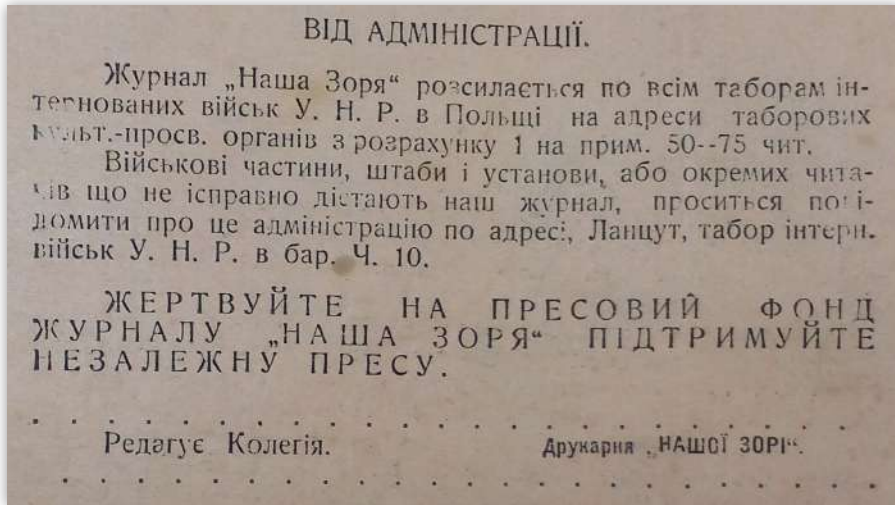 ВІД АДМІНІСТРАЦІЇ.
Журнал „Наша Зоря“ розсилається по всім таборам ін-
тернованих військ У. Н. Р. в Польщі на адреси таборових
культ.-просв. органів з розрахунку 1 на прим. 50--75 чит.
Військові частини, штаби і установи, або окремих чита-
чів що не ісправно дістають наш журнал, проситься пові-
домити про це адміністрацію по адресі, Ланцут, табор інтерн.
військ У. Н. Р. в бар. Ч. 10.
ЖЕРТВУЙТЕ НА ПРЕСОВИЙ ФОНД
ЖУРНАЛУ „НАША ЗОРЯ“ ПІДТРИМУЙТЕ
НЕЗАЛЕЖНУ ПРЕСУ.
Редагує Колегія. Друкарня „НАШОЇ ЗОРІ“.